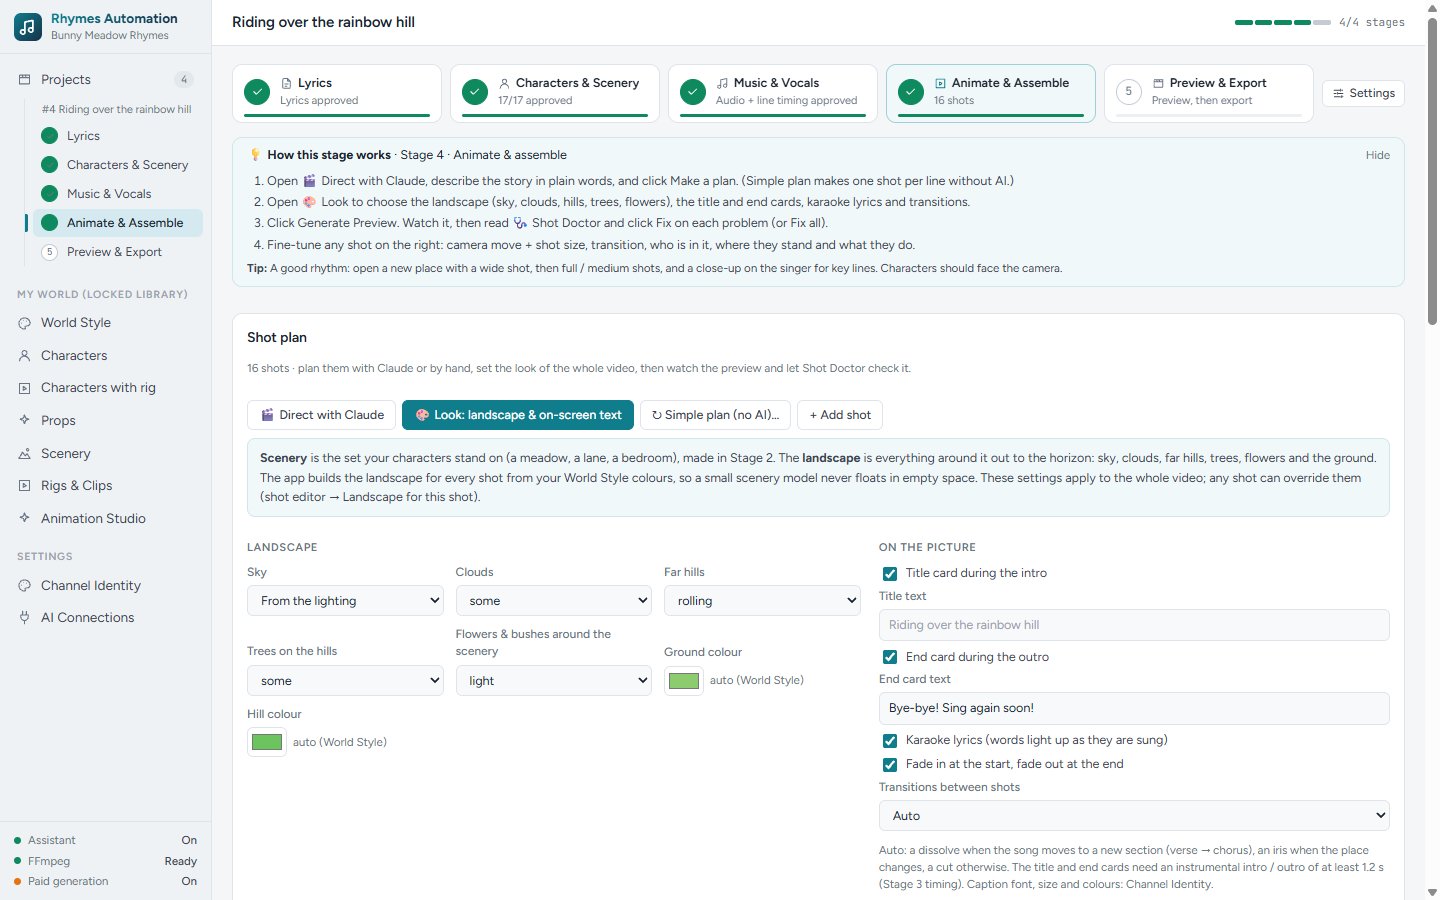 Rhymes Automation
Bunny Meadow Rhymes
Projects 4
#4 Riding over the rainbow hill
Lyrics
Characters & Scenery
Music & Vocals
Animate & Assemble
5 Preview & Export
MY WORLD (LOCKED LIBRARY)
World Style
Characters
Characters with rig
Props
Scenery
Rigs & Clips
Animation Studio
SETTINGS
Channel Identity
AI Connections
Assistant On
FFmpeg Ready
Paid generation On
Riding over the rainbow hill
4/4 stages
Lyrics
Lyrics approved
Characters & Scenery
17/17 approved
Music & Vocals
Audio + line timing approved
Animate & Assemble
16 shots
5 Preview & Export
Preview, then export
Settings
How this stage works · Stage 4 · Animate & assemble
Hide
1. Open 🎬 Direct with Claude, describe the story in plain words, and click Make a plan. (Simple plan makes one shot per line without AI.)
2. Open 🎨 Look to choose the landscape (sky, clouds, hills, trees, flowers), the title and end cards, karaoke lyrics and transitions.
3. Click Generate Preview. Watch it, then read 🩺 Shot Doctor and click Fix on each problem (or Fix all).
4. Fine-tune any shot on the right: camera move + shot size, transition, who is in it, where they stand and what they do.
Tip: A good rhythm: open a new place with a wide shot, then full / medium shots, and a close-up on the singer for key lines. Characters should face the camera.
Shot plan
16 shots · plan them with Claude or by hand, set the look of the whole video, then watch the preview and let Shot Doctor check it.
🎬 Direct with Claude
🎨 Look: landscape & on-screen text
↻ Simple plan (no AI)...
+ Add shot
Scenery is the set your characters stand on (a meadow, a lane, a bedroom), made in Stage 2. The landscape is everything around it out to the horizon: sky, clouds, far hills, trees, flowers and the ground.
The app builds the landscape for every shot from your World Style colours, so a small scenery model never floats in empty space. These settings apply to the whole video; any shot can override them
(shot editor → Landscape for this shot).
LANDSCAPE
Sky
From the lighting
Clouds
some
Far hills
rolling
Trees on the hills
some
Flowers & bushes around the
scenery
light
Ground colour
auto (World Style)
Hill colour
auto (World Style)
ON THE PICTURE
Title card during the intro
Title text
Riding over the rainbow hill
End card during the outro
End card text
Bye-bye! Sing again soon!
Karaoke lyrics (words light up as they are sung)
Fade in at the start, fade out at the end
Transitions between shots
Auto
Auto: a dissolve when the song moves to a new section (verse → chorus), an iris when the place
changes, a cut otherwise. The title and end cards need an instrumental intro / outro of at least 1.2 s
(Stage 3 timing). Caption font, size and colours: Channel Identity.